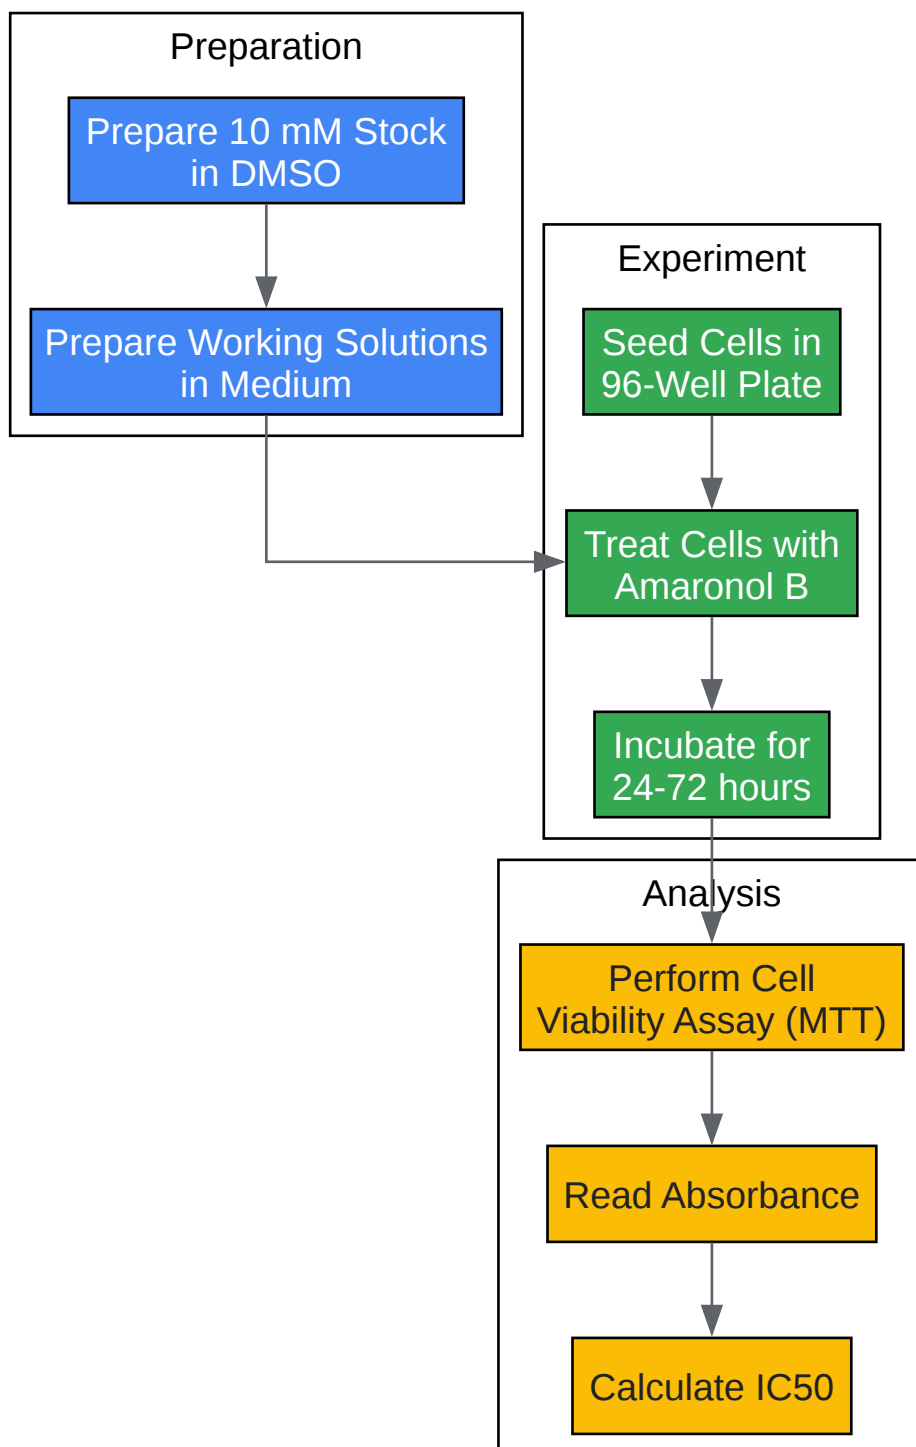 Preparation
Prepare 10 mM Stock
in DMSO
Prepare Working Solutions
in Medium
Experiment
Seed Cells in
96-Well Plate
Treat Cells with
Amaronol B
Incubate for
24-72 hours
Analysis
Perform Cell
Viability Assay (MTT)
Read Absorbance
Calculate IC50